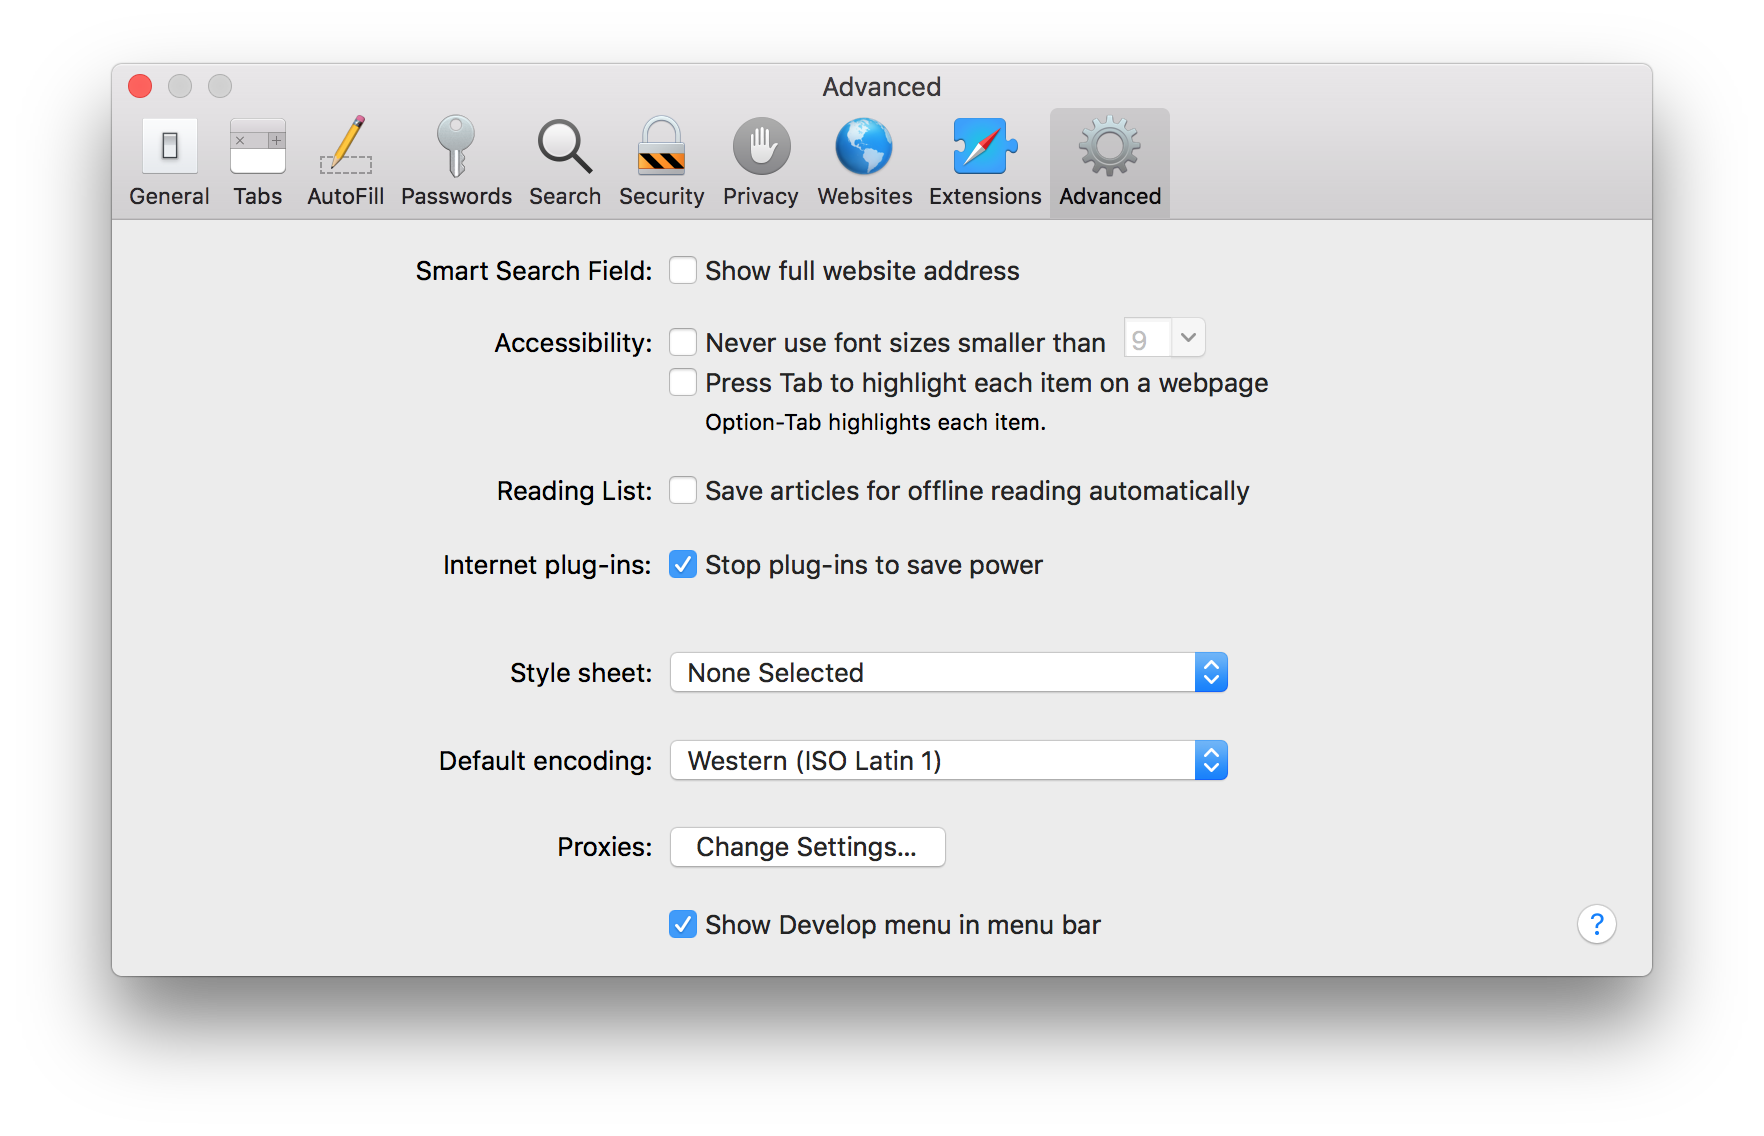 Advanced
General Tabs AutoFill Passwords Search Security Privacy Websites Extensions Advanced
Smart Search Field: Show full website address
Accessibility: Never use font sizes smaller than 9
Press Tab to highlight each item on a webpage
Option-Tab highlights each item.
Reading List: Save articles for offline reading automatically
Internet plug-ins: Stop plug-ins to save power
Style sheet: None Selected
Default encoding: Western (ISO Latin 1)
Proxies: Change Settings...
Show Develop menu in menu bar ?